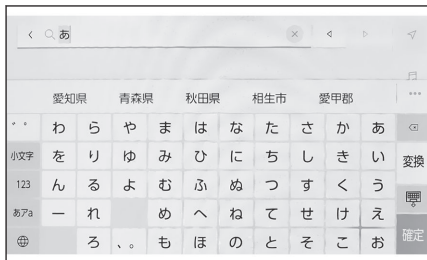 あ
愛知県 青森県 秋田県 相生市 愛甲郡
゛゜ わ ら や ま は な た さ か あ
小文字 を り ゆ み ひ に ち し き い 変換
123 ん る よ む ふ ぬ つ す く う
あアa ー れ め へ ね て せ け え
ろ 、。 も ほ の と そ こ お 確定